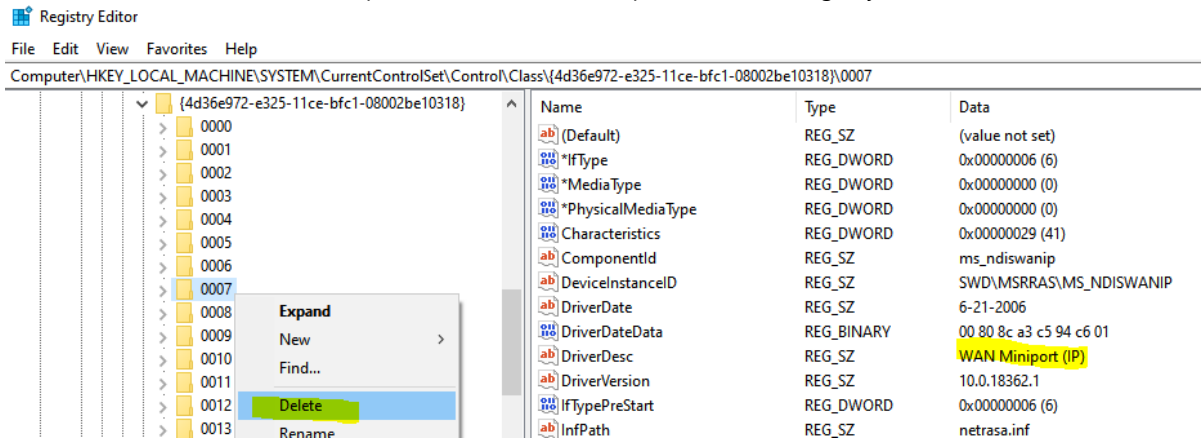 Registry Editor
File Edit View Favorites Help
Computer\HKEY_LOCAL_MACHINE\SYSTEM\CurrentControlSet\Control\Class\{4d36e972-e325-11ce-bfc1-08002be10318}\0007
{4d36e972-e325-11ce-bfc1-08002be10318}
0000
0001
0002
0003
0004
0005
0006
0007
0008
0009
0010
0011
0012
0013
Expand
New
Find...
Delete
Rename
Name Type Data
(Default) REG_SZ (value not set)
*IfType REG_DWORD 0x00000006 (6)
*MediaType REG_DWORD 0x00000000 (0)
*PhysicalMediaType REG_DWORD 0x00000000 (0)
Characteristics REG_DWORD 0x00000029 (41)
ComponentId REG_SZ ms_ndiswanip
DeviceInstanceID REG_SZ SWD\MSRRAS\MS_NDISWANIP
DriverDate REG_SZ 6-21-2006
DriverDateData REG_BINARY 00 80 8c a3 c5 94 c6 01
DriverDesc REG_SZ WAN Miniport (IP)
DriverVersion REG_SZ 10.0.18362.1
IfTypePreStart REG_DWORD 0x00000006 (6)
InfPath REG_SZ netrasa.inf